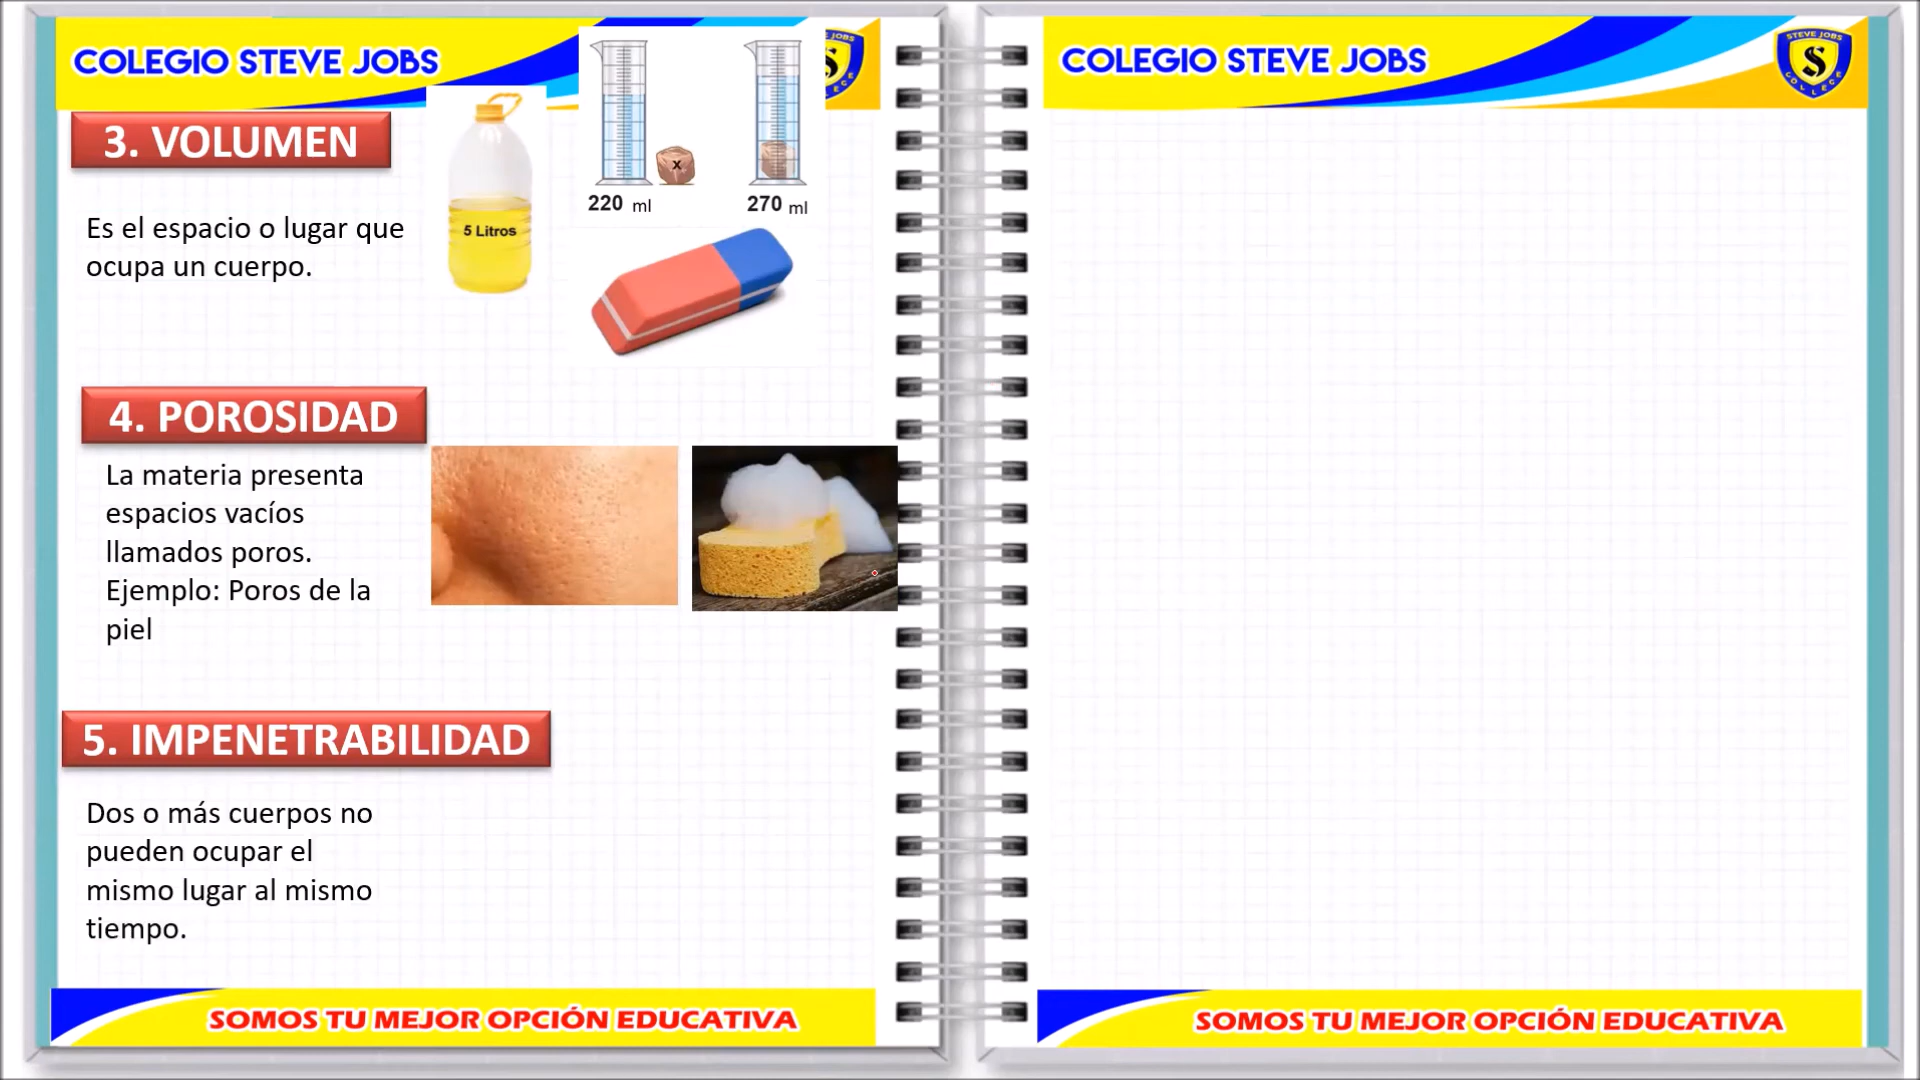 COLEGIO STEVE JOBS
3. VOLUMEN
Es el espacio o lugar que
ocupa un cuerpo.
5 Litros
x
220 ml
270 ml
4. POROSIDAD
La materia presenta
espacios vacíos
llamados poros.
Ejemplo: Poros de la
piel
5. IMPENETRABILIDAD
Dos o más cuerpos no
pueden ocupar el
mismo lugar al mismo
tiempo.
SOMOS TU MEJOR OPCIÓN EDUCATIVA
COLEGIO STEVE JOBS
STEVE JOBS
S
COLLEGE
SOMOS TU MEJOR OPCIÓN EDUCATIVA